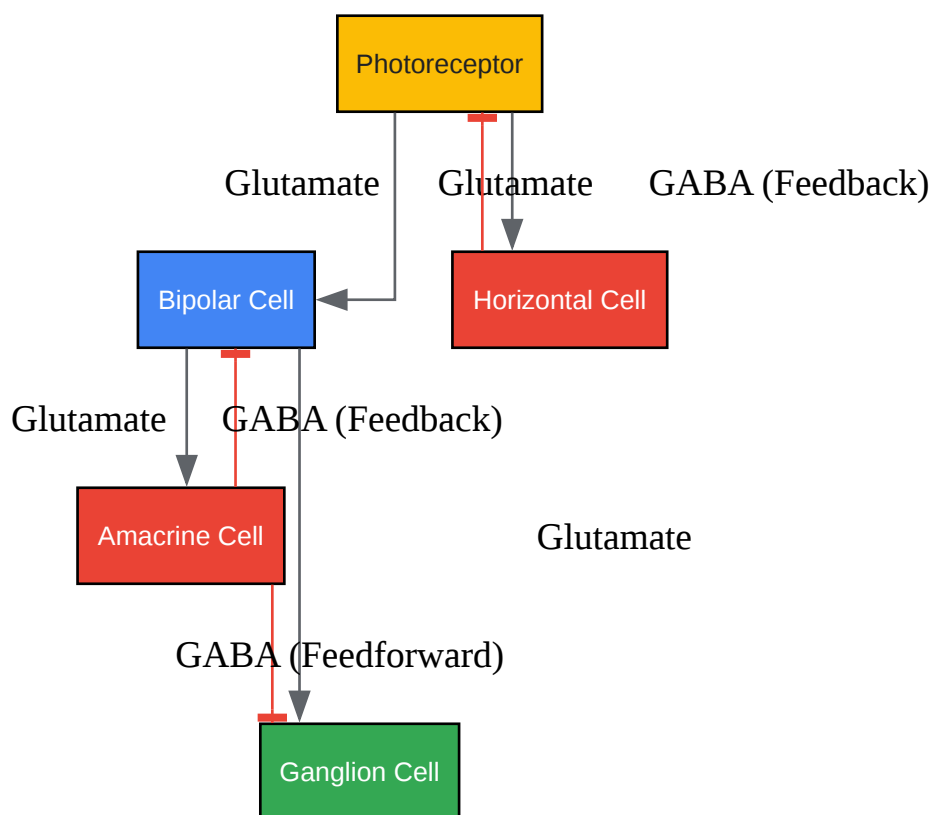 Photoreceptor
Glutamate
Glutamate
GABA (Feedback)
Bipolar Cell
Horizontal Cell
Glutamate
GABA (Feedback)
Amacrine Cell
Glutamate
GABA (Feedforward)
Ganglion Cell